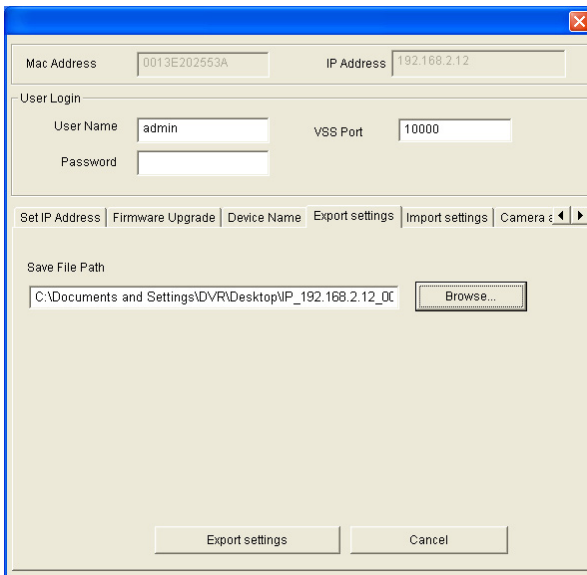 Mac Address 0013E202553A IP Address 192.168.2.12
User Login
User Name admin VSS Port 10000
Password
Set IP Address Firmware Upgrade Device Name Export settings Import settings Camera a
Save File Path
C:\Documents and Settings\DVR\Desktop\IP_192.168.2.12_00 Browse...
Export settings Cancel